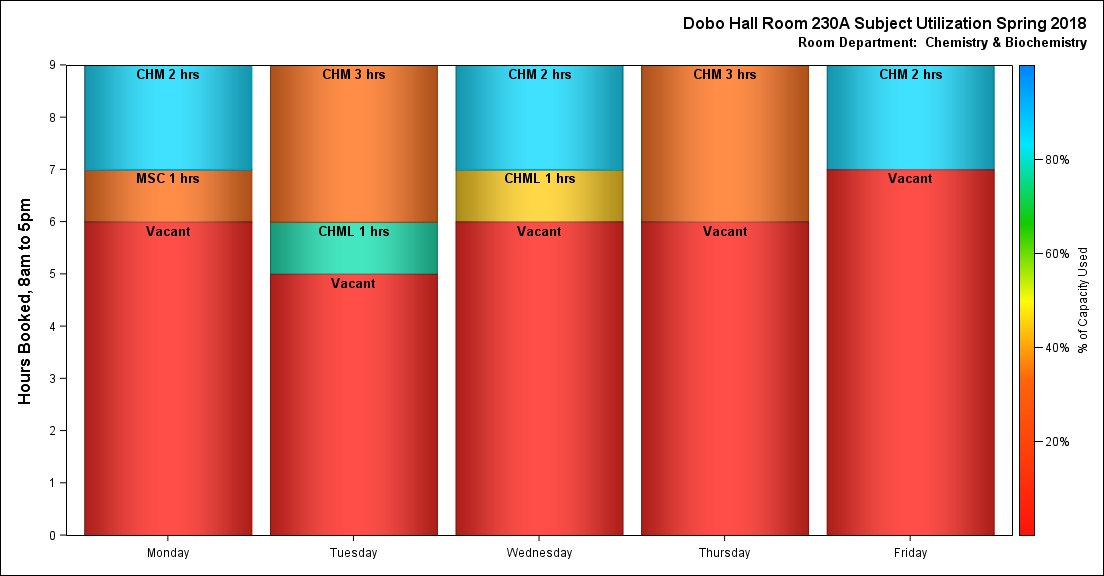 Dobo Hall Room 230A Subject Utilization Spring 2018
Room Department: Chemistry & Biochemistry
Hours Booked, 8am to 5pm
9
8
7
6
5
4
3
2
1
0
CHM 2 hrs
MSC 1 hrs
Vacant
CHM 3 hrs
CHML 1 hrs
Vacant
CHM 2 hrs
CHML 1 hrs
Vacant
CHM 3 hrs
Vacant
CHM 2 hrs
Vacant
Monday
Tuesday
Wednesday
Thursday
Friday
80%
60%
40%
20%
% of Capacity Used